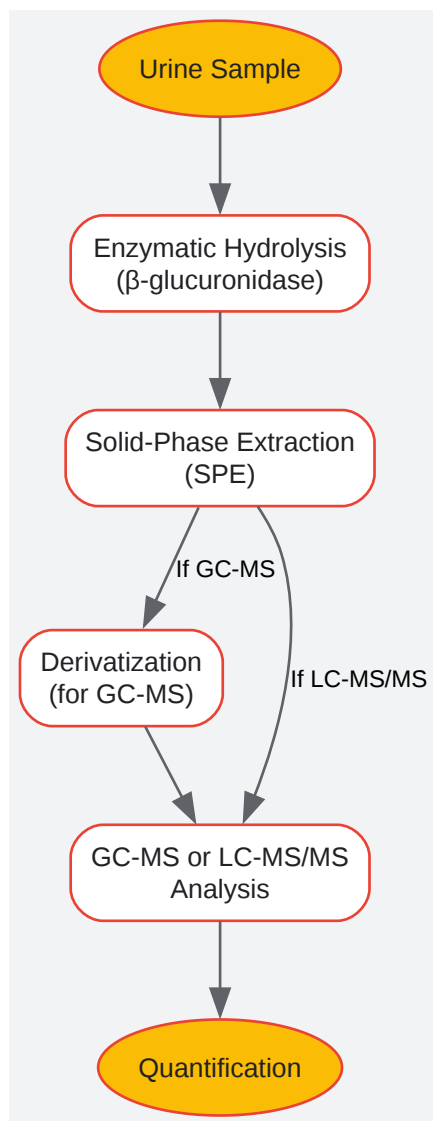 Urine Sample
Enzymatic Hydrolysis
(β-glucuronidase)
Solid-Phase Extraction
(SPE)
If GC-MS
Derivatization
(for GC-MS)
If LC-MS/MS
GC-MS or LC-MS/MS
Analysis
Quantification